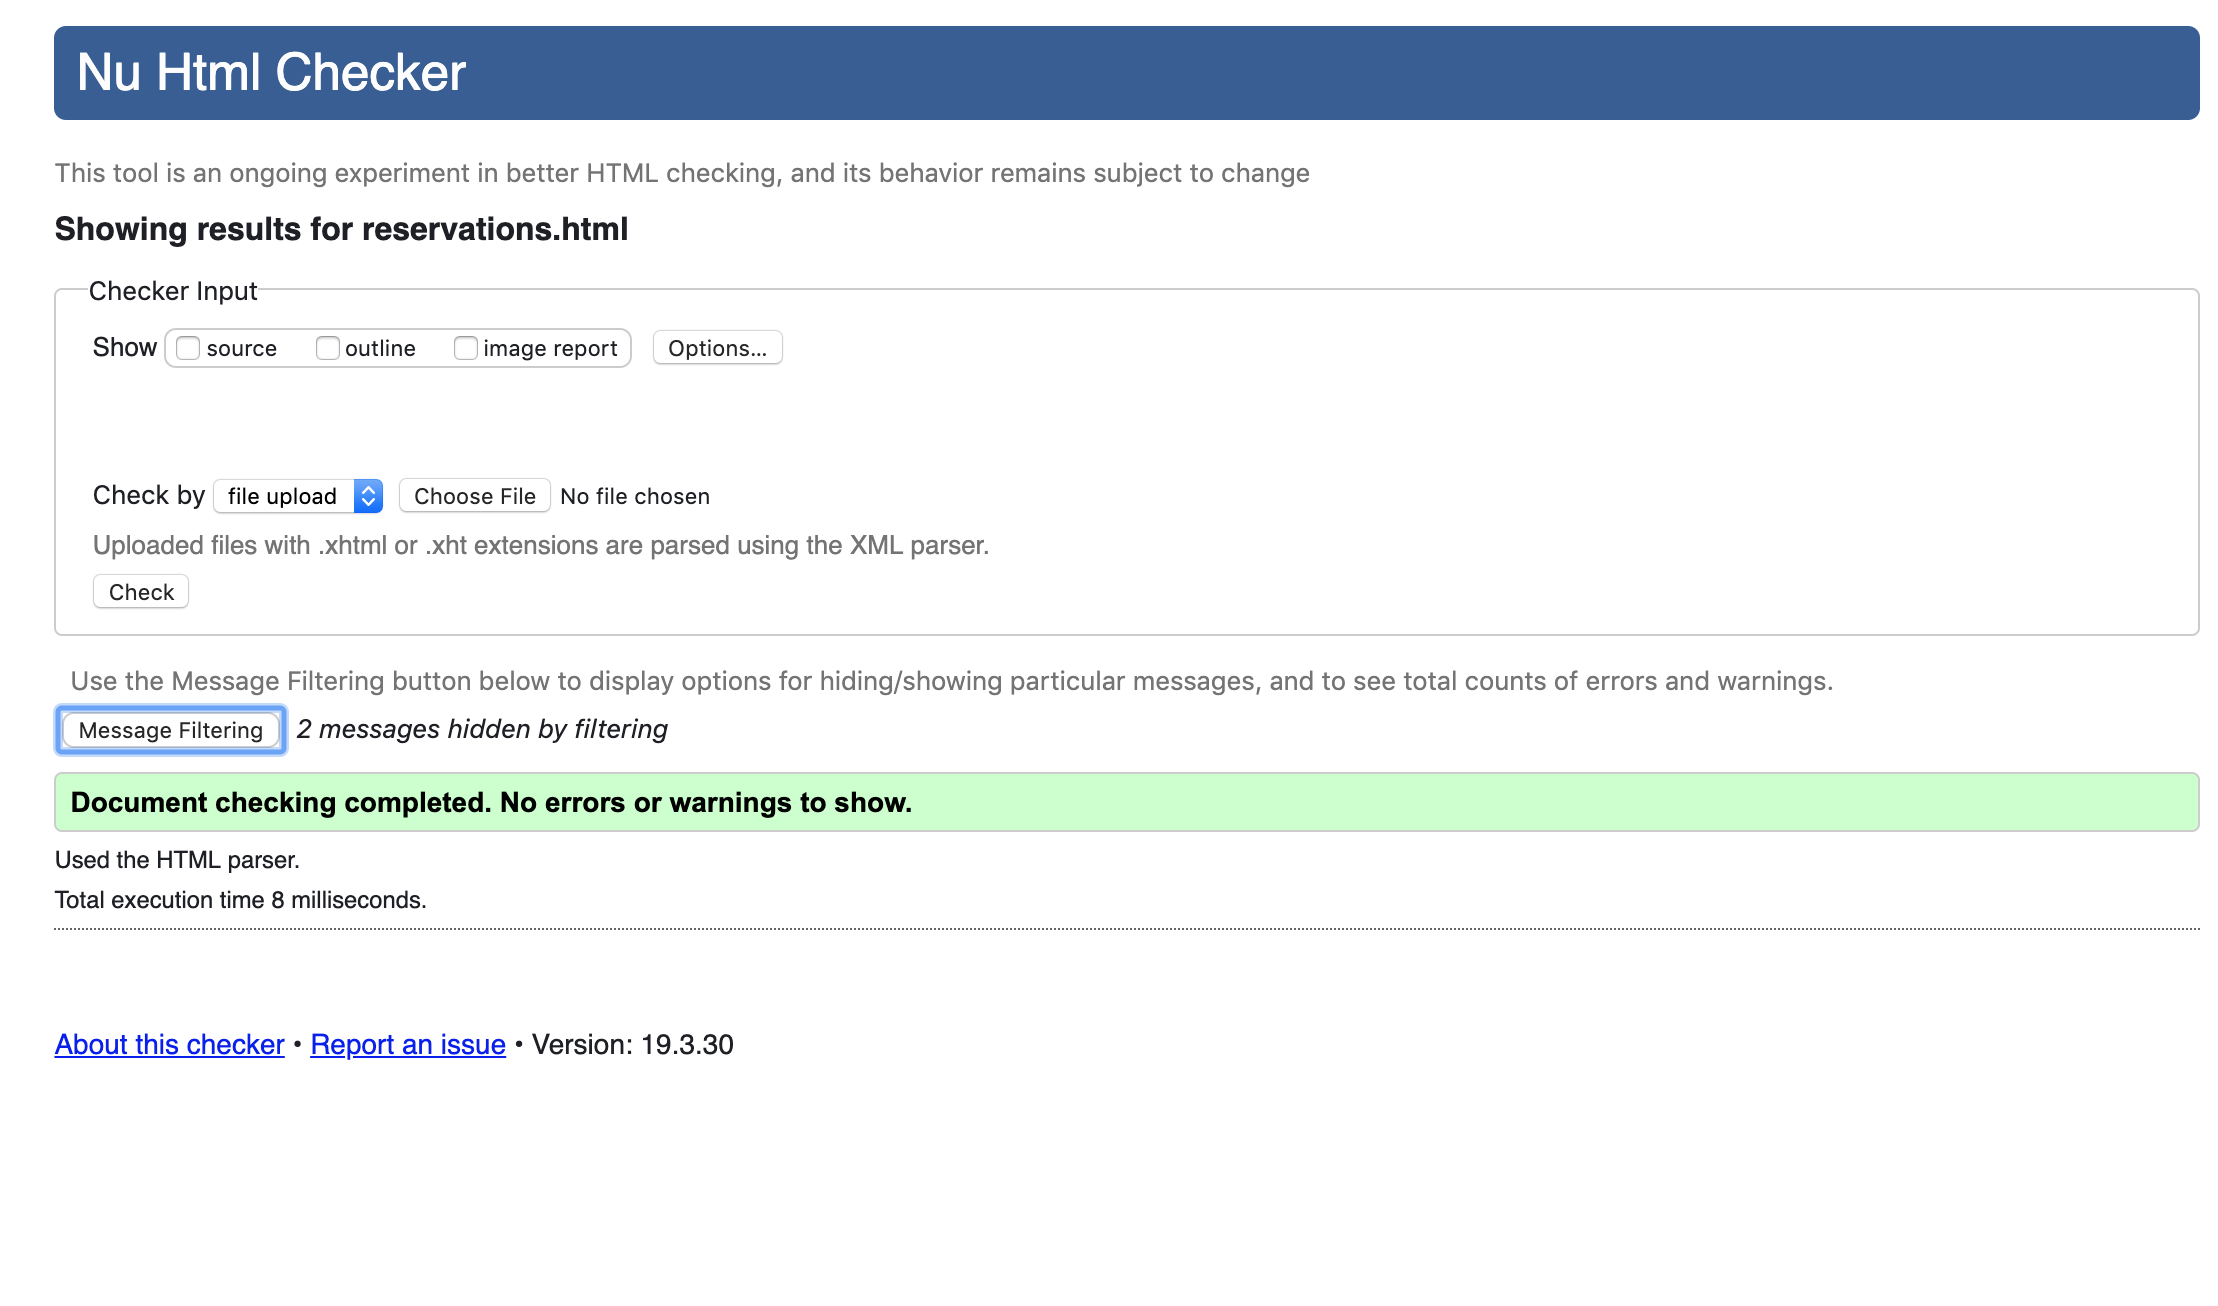 Nu Html Checker
This tool is an ongoing experiment in better HTML checking, and its behavior remains subject to change
Showing results for reservations.html
Checker Input
Show source outline image report Options...
Check by file upload Choose File No file chosen
Uploaded files with .xhtml or .xht extensions are parsed using the XML parser.
Check
Use the Message Filtering button below to display options for hiding/showing particular messages, and to see total counts of errors and warnings.
Message Filtering 2 messages hidden by filtering
Document checking completed. No errors or warnings to show.
Used the HTML parser.
Total execution time 8 milliseconds.
About this checker • Report an issue • Version: 19.3.30